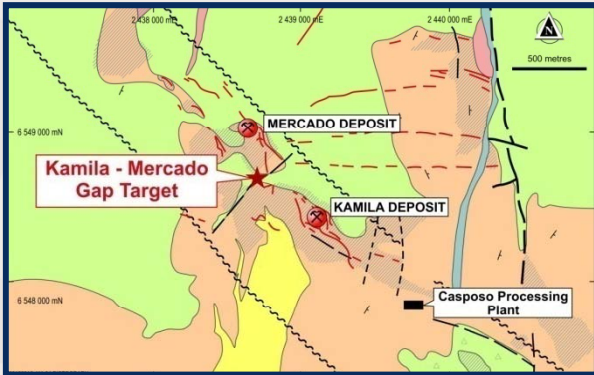 2 438 000 mE
2 439 000 mE
2 440 000 mE
N
500 metres
MERCADO DEPOSIT
6 549 000 mN
Kamila - Mercado
Gap Target
KAMILA DEPOSIT
6 548 000 mN
Casposo Processing
Plant